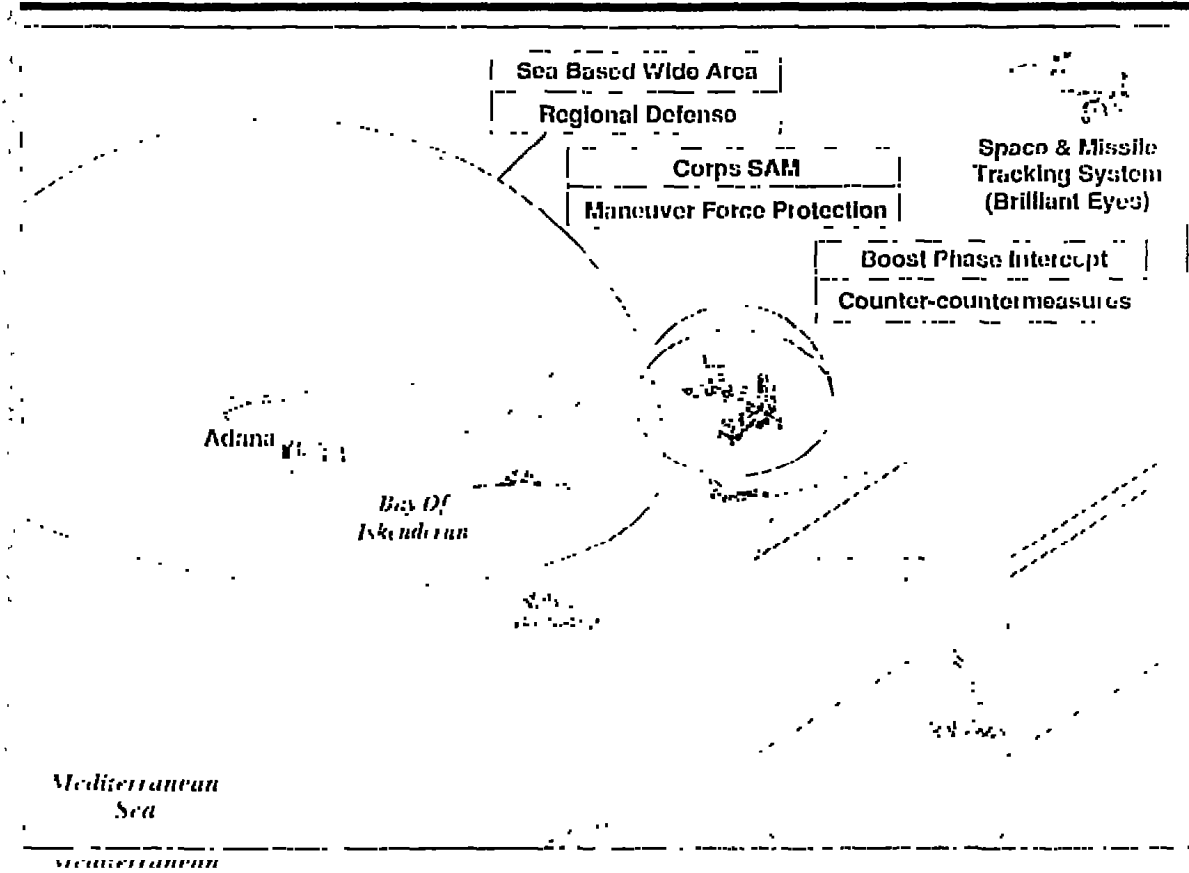 Sea Based Wide Area
Regional Defense
Corps SAM
Maneuver Force Protection
Space & Missile
Tracking System
(Brilliant Eyes)
Boost Phase Intercept
Counter-countermeasures
Adana
Bay Of
Iskenderun
Mediterranean
Sea
Mediterranean